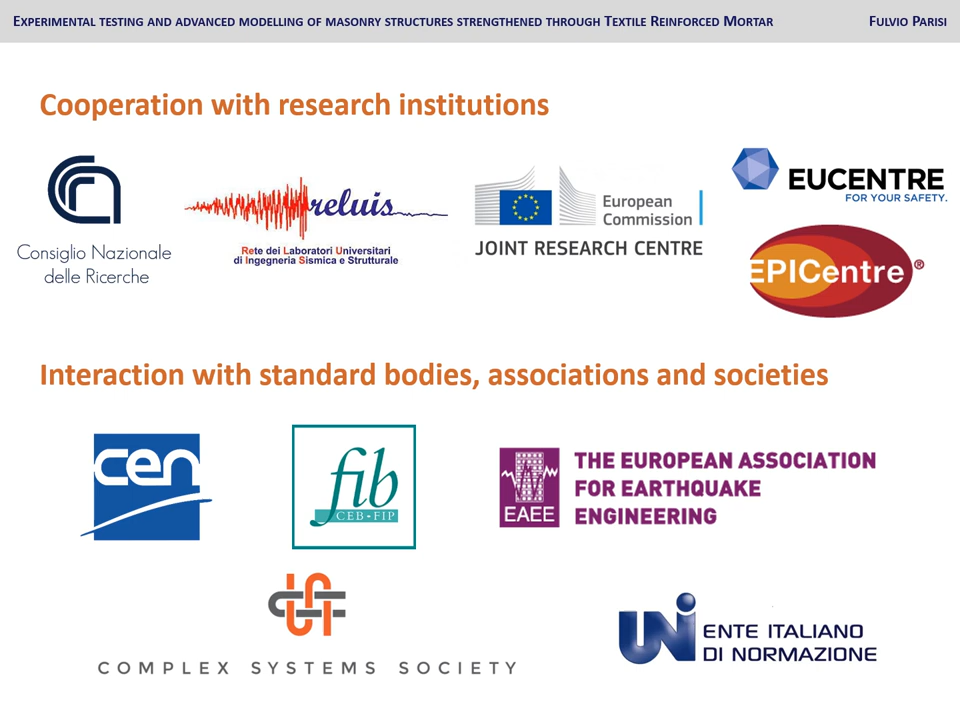 EXPERIMENTAL TESTING AND ADVANCED MODELLING OF MASONRY STRUCTURES STRENGTHENED THROUGH TEXTILE REINFORCED MORTAR FULVIO PARISI
Cooperation with research institutions
Consiglio Nazionale
delle Ricerche
reluis
Rete dei Laboratori Universitari
di Ingegneria Sismica e Strutturale
European
Commission
JOINT RESEARCH CENTRE
EUCENTRE
FOR YOUR SAFETY.
EPICentre®
Interaction with standard bodies, associations and societies
cen
fib
CEB-FIP
EAEE
THE EUROPEAN ASSOCIATION
FOR EARTHQUAKE
ENGINEERING
COMPLEX SYSTEMS SOCIETY
UNI
ENTE ITALIANO
DI NORMAZIONE